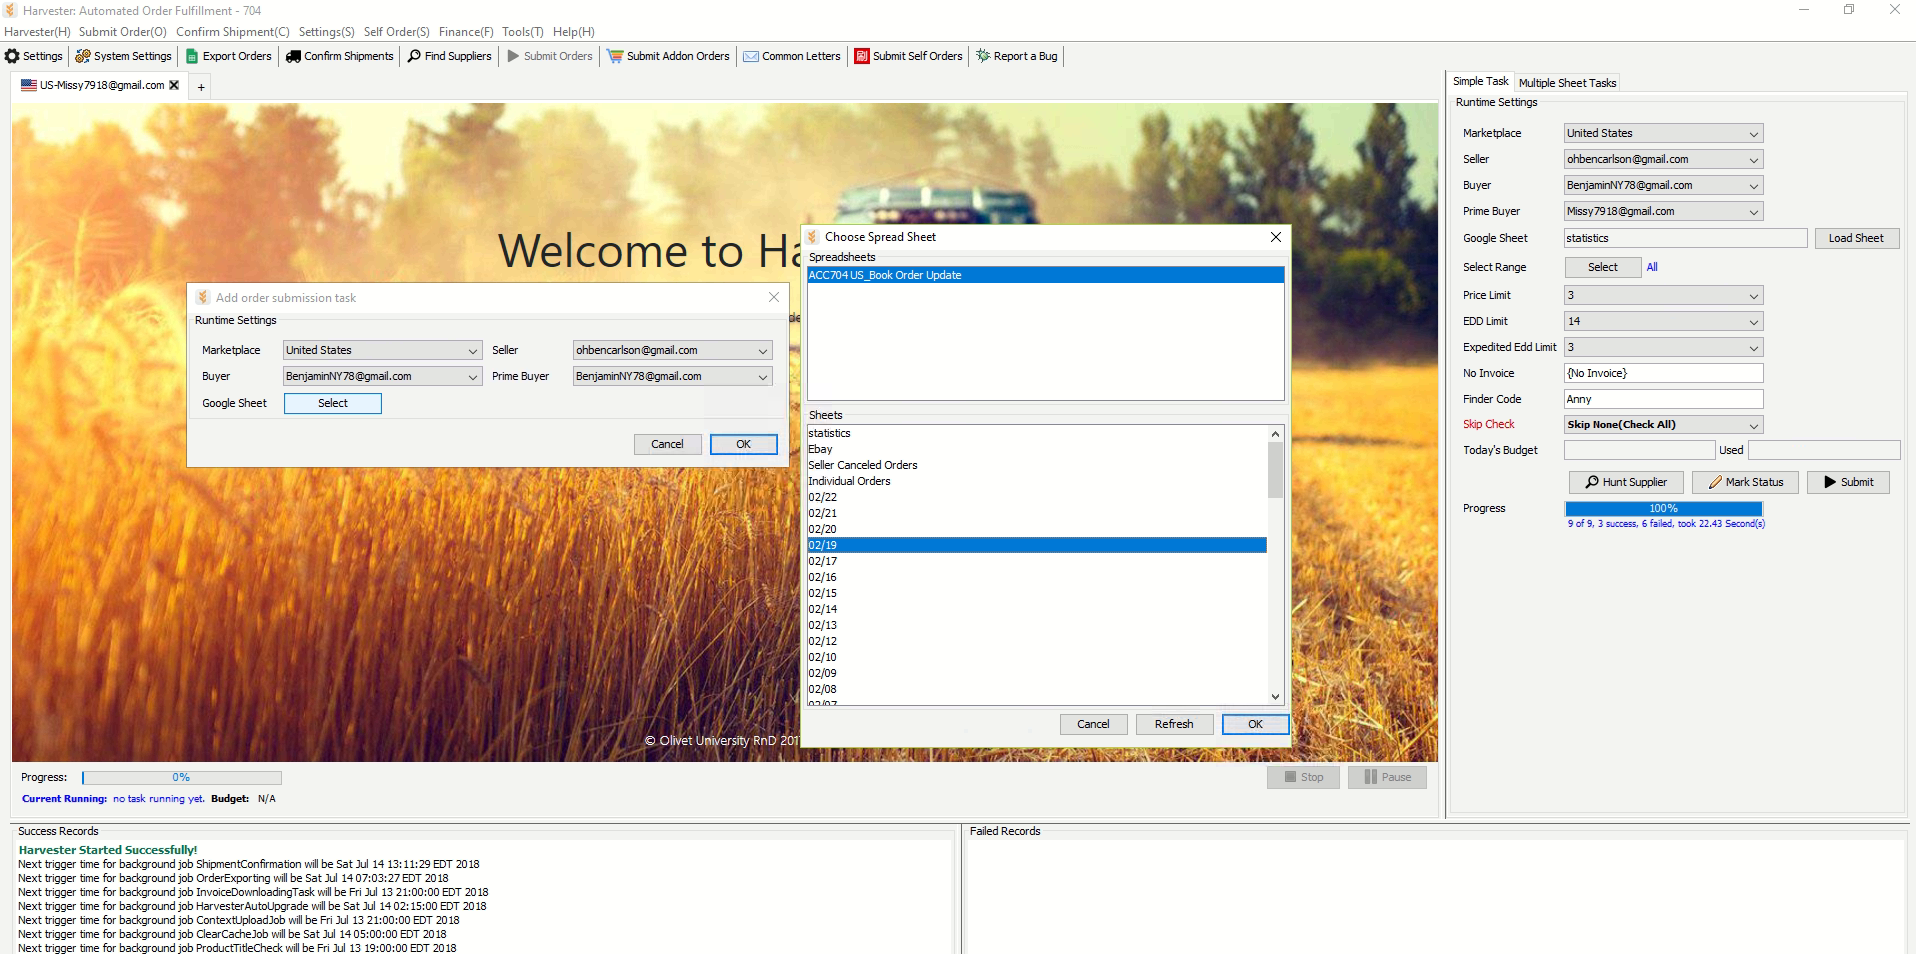 Harvester: Automated Order Fulfillment - 704
Harvester(H) Submit Order(O) Confirm Shipment(C) Settings(S) Self Order(S) Finance(F) Tools(T) Help(H)
Settings System Settings Export Orders Confirm Shipments Find Suppliers Submit Orders Submit Addon Orders Common Letters Submit Self Orders Report a Bug
US-Missy7918@gmail.com
+
Welcome to Ha
Add order submission task
Runtime Settings
Marketplace United States Seller ohbencarlson@gmail.com
Buyer BenjaminNY78@gmail.com Prime Buyer BenjaminNY78@gmail.com
Google Sheet Select
Cancel OK
Choose Spread Sheet
Spreadsheets
ACC704 US_Book Order Update
Sheets
statistics
Ebay
Seller Canceled Orders
Individual Orders
02/22
02/21
02/20
02/19
02/17
02/16
02/15
02/14
02/13
02/12
02/10
02/09
02/08
02/07
Cancel Refresh OK
© Olivet University RnD 201
Simple Task Multiple Sheet Tasks
Runtime Settings
Marketplace United States
Seller ohbencarlson@gmail.com
Buyer BenjaminNY78@gmail.com
Prime Buyer Missy7918@gmail.com
Google Sheet statistics Load Sheet
Select Range Select All
Price Limit 3
EDD Limit 14
Expedited Edd Limit 3
No Invoice {No Invoice}
Finder Code Anny
Skip Check Skip None(Check All)
Today's Budget Used
Hunt Supplier Mark Status Submit
Progress 100%
9 of 9, 3 success, 6 failed, took 22.43 Second(s)
Progress: 0% Stop Pause
Current Running: no task running yet. Budget: N/A
Success Records
Harvester Started Successfully!
Next trigger time for background job ShipmentConfirmation will be Sat Jul 14 13:11:29 EDT 2018
Next trigger time for background job OrderExporting will be Sat Jul 14 07:03:27 EDT 2018
Next trigger time for background job InvoiceDownloadingTask will be Fri Jul 13 21:00:00 EDT 2018
Next trigger time for background job HarvesterAutoUpgrade will be Sat Jul 14 02:15:00 EDT 2018
Next trigger time for background job ContextUploadJob will be Fri Jul 13 21:00:00 EDT 2018
Next trigger time for background job ClearCacheJob will be Sat Jul 14 05:00:00 EDT 2018
Next trigger time for background job ProductTitleCheck will be Fri Jul 13 19:00:00 EDT 2018
Failed Records